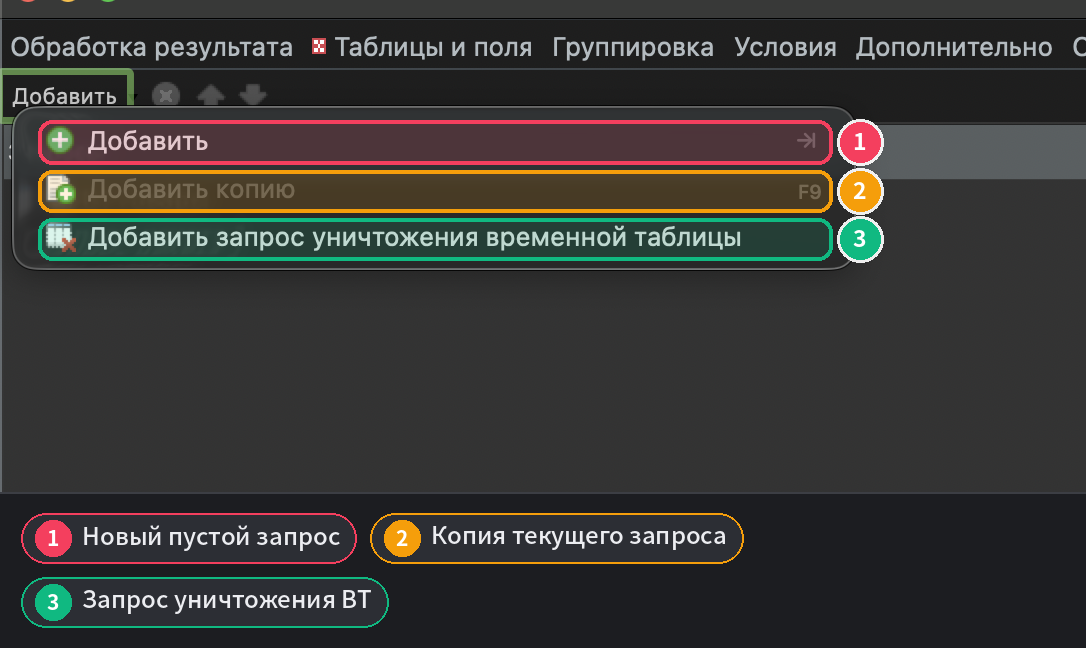 Обработка результата Таблицы и поля Группировка Условия Дополнительно
Добавить
Добавить 1
Добавить копию F9 2
Добавить запрос уничтожения временной таблицы 3
1 Новый пустой запрос 2 Копия текущего запроса
3 Запрос уничтожения ВТ